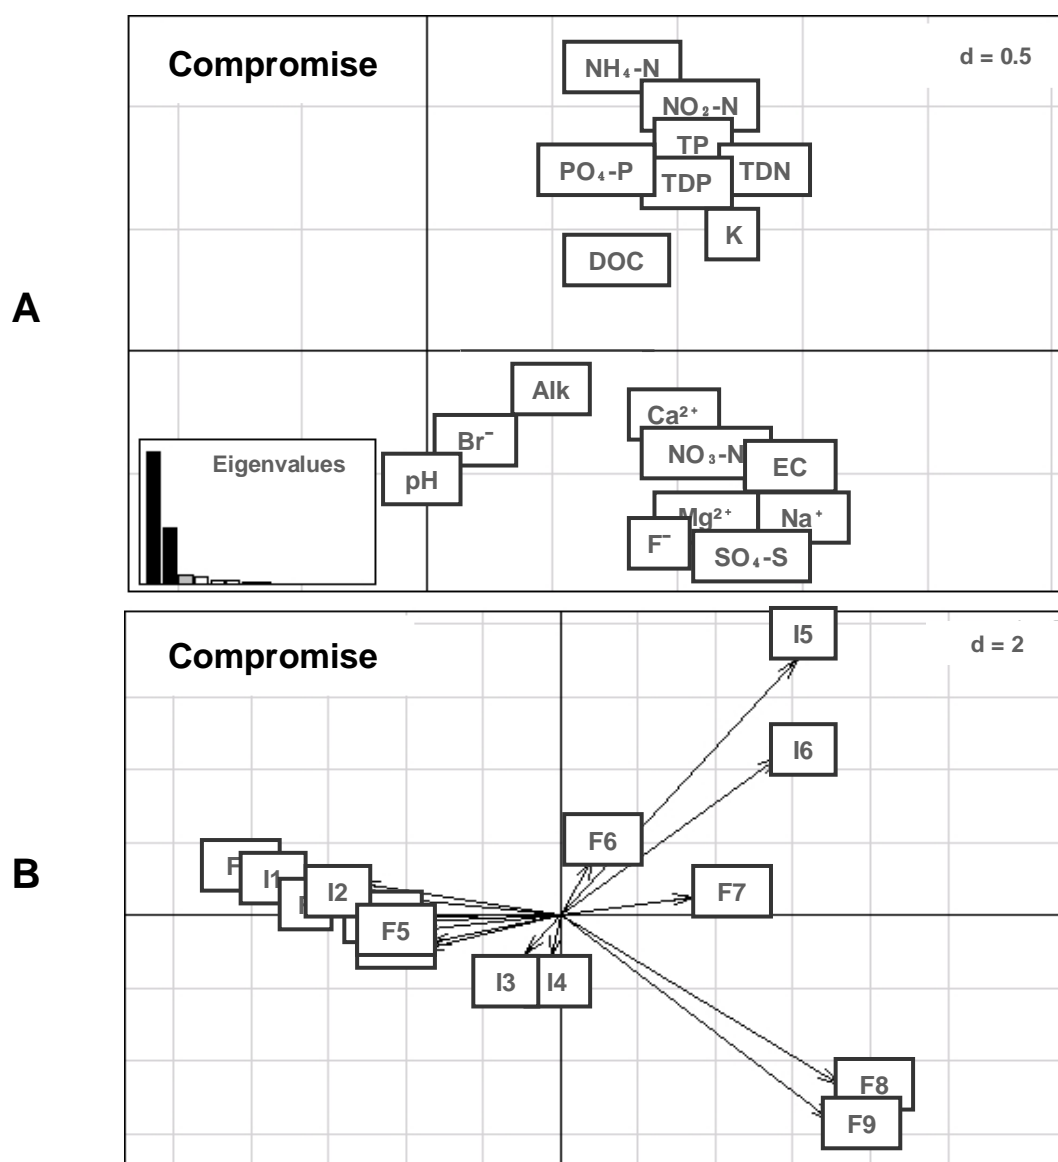 A
Compromise
d = 0.5
NH₄-N
NO₂-N
TP
PO₄-P
TDP
TDN
K
DOC
Alk
Ca²⁺
Br⁻
NO₃-N
EC
pH
Mg²⁺
Na⁺
F⁻
SO₄-S
Eigenvalues
B
Compromise
d = 2
I5
I6
F6
F7
I1
I2
F5
I3
I4
F8
F9